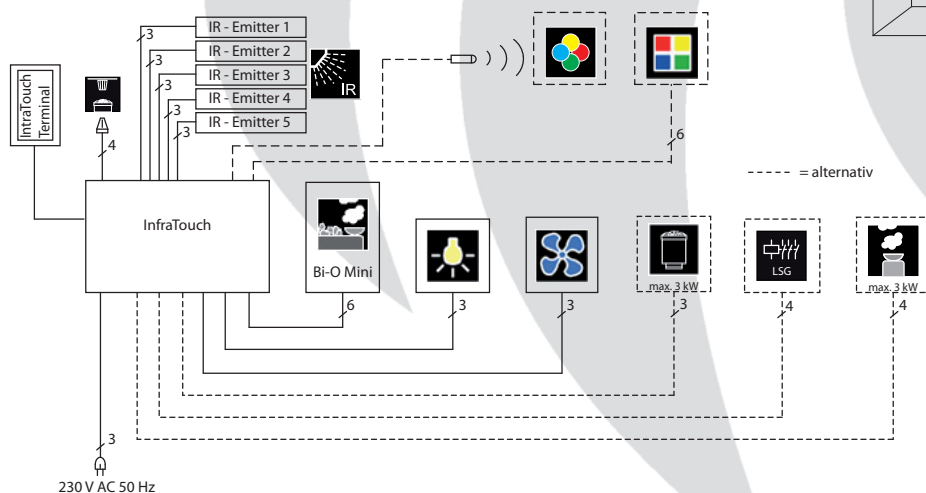 3
IR - Emitter 1
3
IR - Emitter 2
3
IR - Emitter 3
3
IR - Emitter 4
3
IR - Emitter 5
IR
IntraTouch
Terminal
4
6
---- = alternativ
InfraTouch
Bi-O Mini
max. 3 kW
LSG
max. 3 kW
6
3
3
3
4
4
3
230 V AC 50 Hz